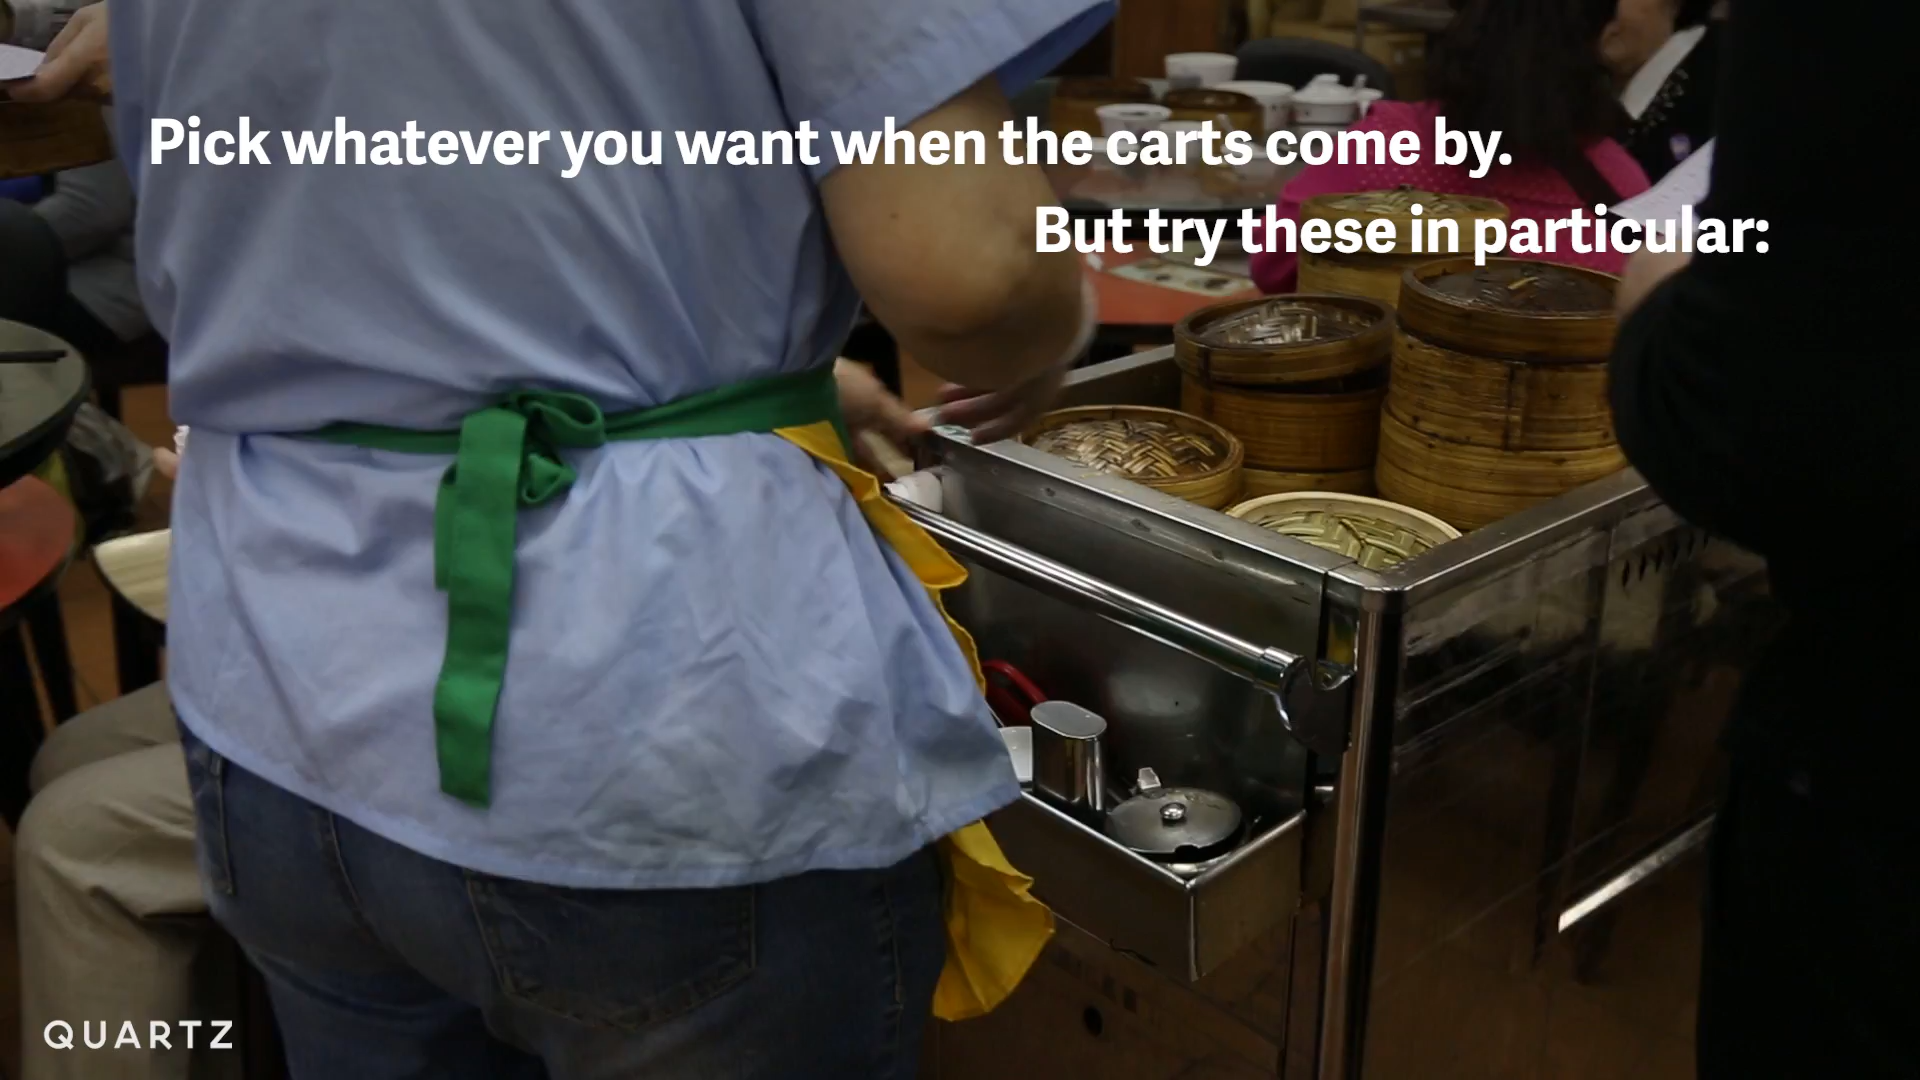 Pick whatever you want when the carts come by.
But try these in particular:
QUARTZ